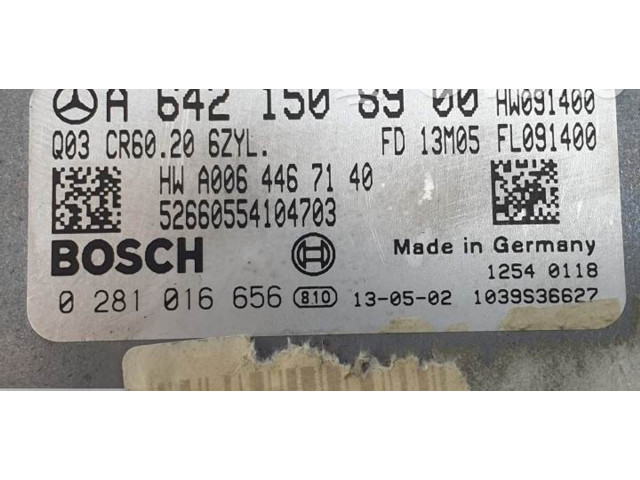 A 642 150 89 00 HW091400
Q03 CR60.20 6ZYL. FD 13M05 FL091400
HW A006 446 71 40
52660554104703
BOSCH Made in Germany
1254 0118
0 281 016 656 810 13-05-02 1039S36627